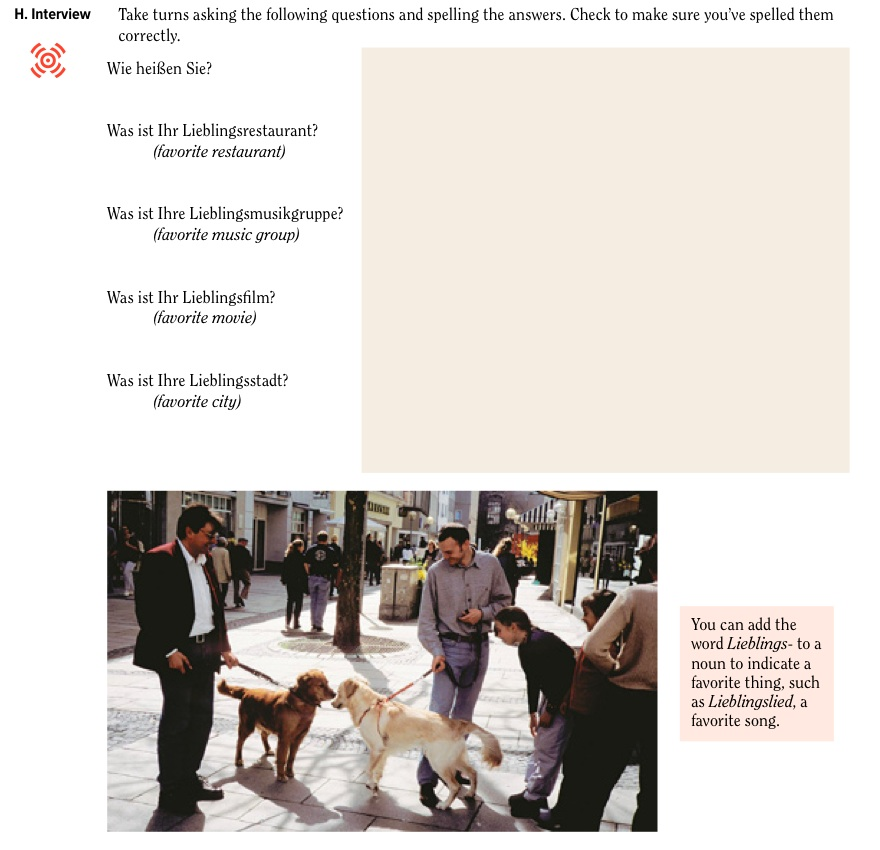 H. Interview
Take turns asking the following questions and spelling the answers. Check to make sure you've spelled them
correctly.
Wie heißen Sie?
Was ist Ihr Lieblingsrestaurant?
(favorite restaurant)
Was ist Ihre Lieblingsmusikgruppe?
(favorite music group)
Was ist Ihr Lieblingsfilm?
(favorite movie)
Was ist Ihre Lieblingsstadt?
(favorite city)
You can add the
word Lieblings- to a
noun to indicate a
favorite thing, such
as Lieblingslied, a
favorite song.